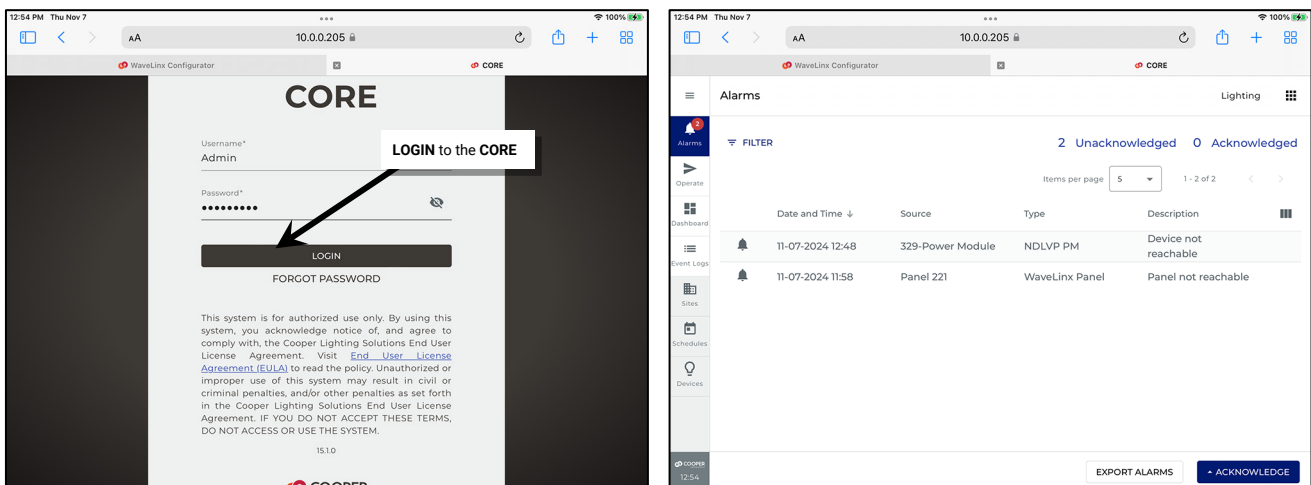 12:54 PM Thu Nov 7
100%
AA
10.0.0.205
WaveLinx Configurator
CORE
CORE
Username*
Admin
LOGIN to the CORE
Password*
LOGIN
FORGOT PASSWORD
This system is for authorized use only. By using this
system, you acknowledge notice of, and agree to
comply with, the Cooper Lighting Solutions End User
License Agreement. Visit End User License
Agreement (EULA) to read the policy. Unauthorized or
improper use of this system may result in civil or
criminal penalties, and/or other penalties as set forth
in the Cooper Lighting Solutions End User License
Agreement. IF YOU DO NOT ACCEPT THESE TERMS,
DO NOT ACCESS OR USE THE SYSTEM.
15.1.0
COOPER
12:54 PM Thu Nov 7
100%
AA
10.0.0.205
WaveLinx Configurator
CORE
Alarms
Lighting
2
Alarms
FILTER
2 Unacknowledged 0 Acknowledged
Operate
Items per page 5 1 - 2 of 2
Dashboard
Date and Time Source Type Description
Event Logs
11-07-2024 12:48 329-Power Module NDLVP PM Device not
reachable
11-07-2024 11:58 Panel 221 WaveLinx Panel Panel not reachable
Sites
Schedules
Devices
COOPER
12:54
EXPORT ALARMS
ACKNOWLEDGE